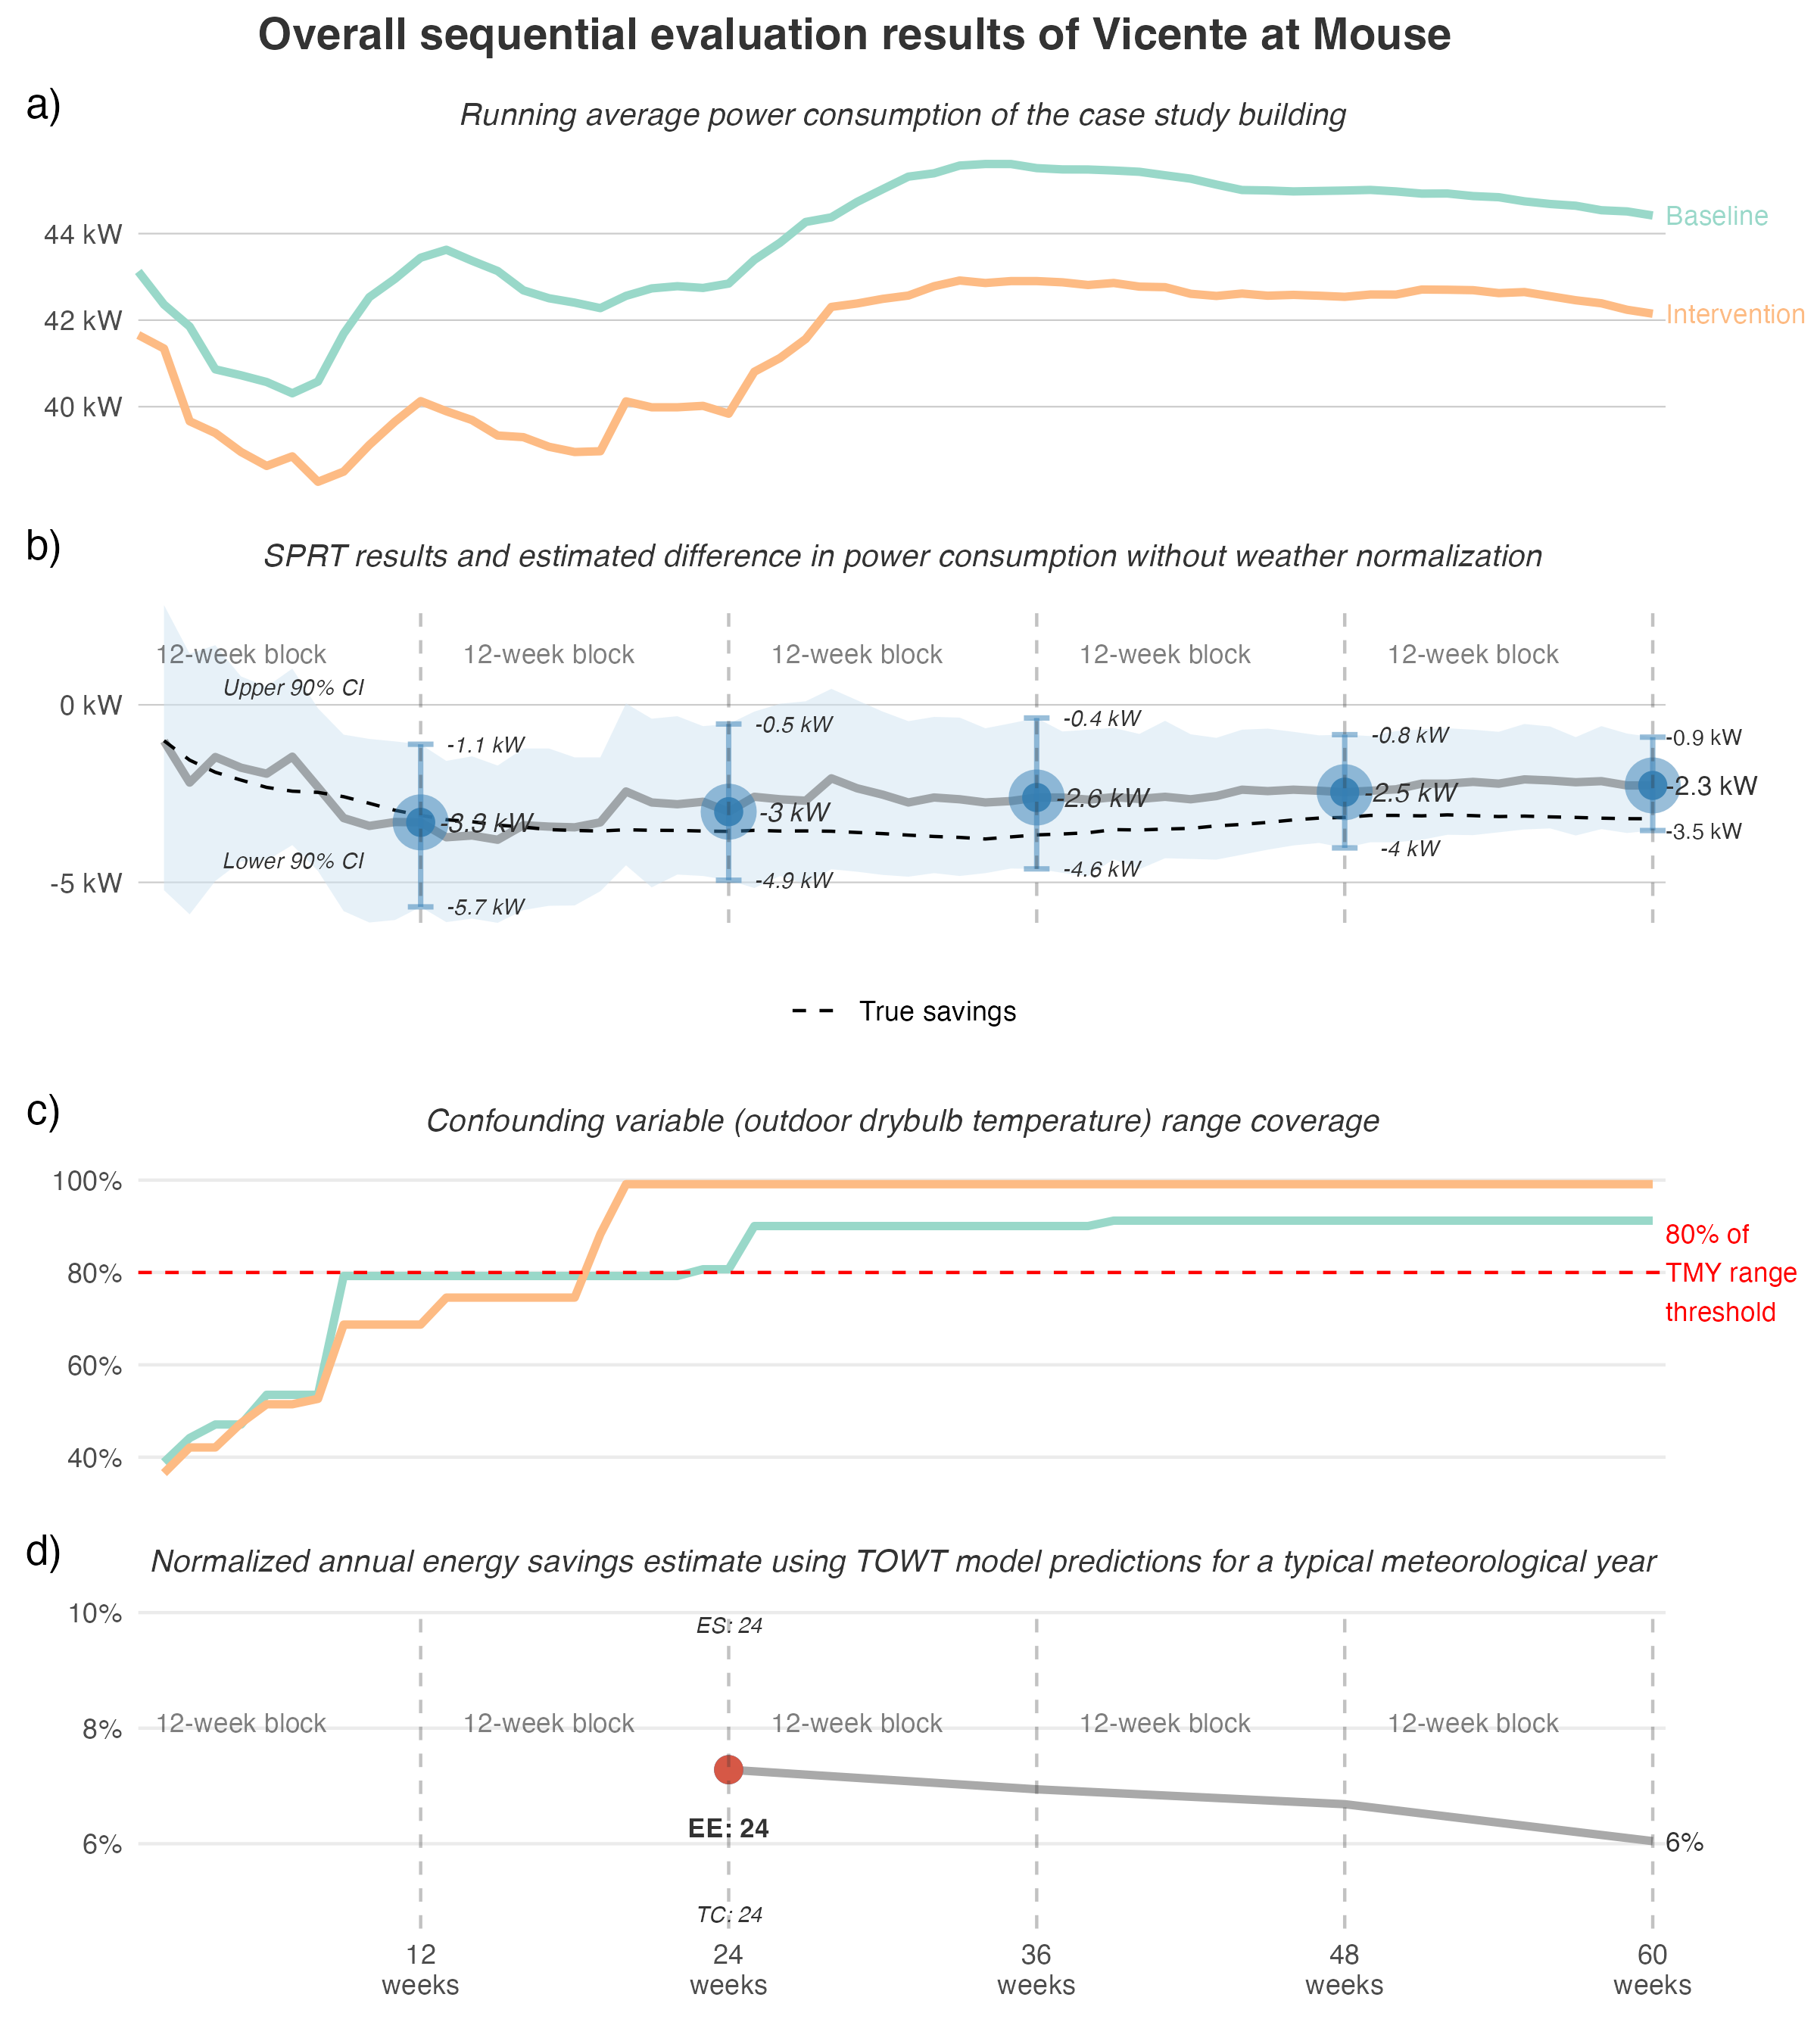 Overall sequential evaluation results of Vicente at Mouse
a)
Running average power consumption of the case study building
44 kW
42 kW
40 kW
Baseline
Intervention
b)
SPRT results and estimated difference in power consumption without weather normalization
12-week block 12-week block 12-week block 12-week block 12-week block
Upper 90% CI
0 kW
-1.1 kW -0.5 kW -0.4 kW -0.8 kW -0.9 kW
-3.3 kW -3 kW -2.6 kW -2.5 kW -2.3 kW
Lower 90% CI
-5 kW
-5.7 kW -4.9 kW -4.6 kW -4 kW -3.5 kW
True savings
c)
Confounding variable (outdoor drybulb temperature) range coverage
100%
80%
60%
40%
80% of
TMY range
threshold
d)
Normalized annual energy savings estimate using TOWT model predictions for a typical meteorological year
10%
ES: 24
12-week block 12-week block 12-week block 12-week block 12-week block
8%
EE: 24
6%
6%
TC: 24
12 24 36 48 60
weeks weeks weeks weeks weeks